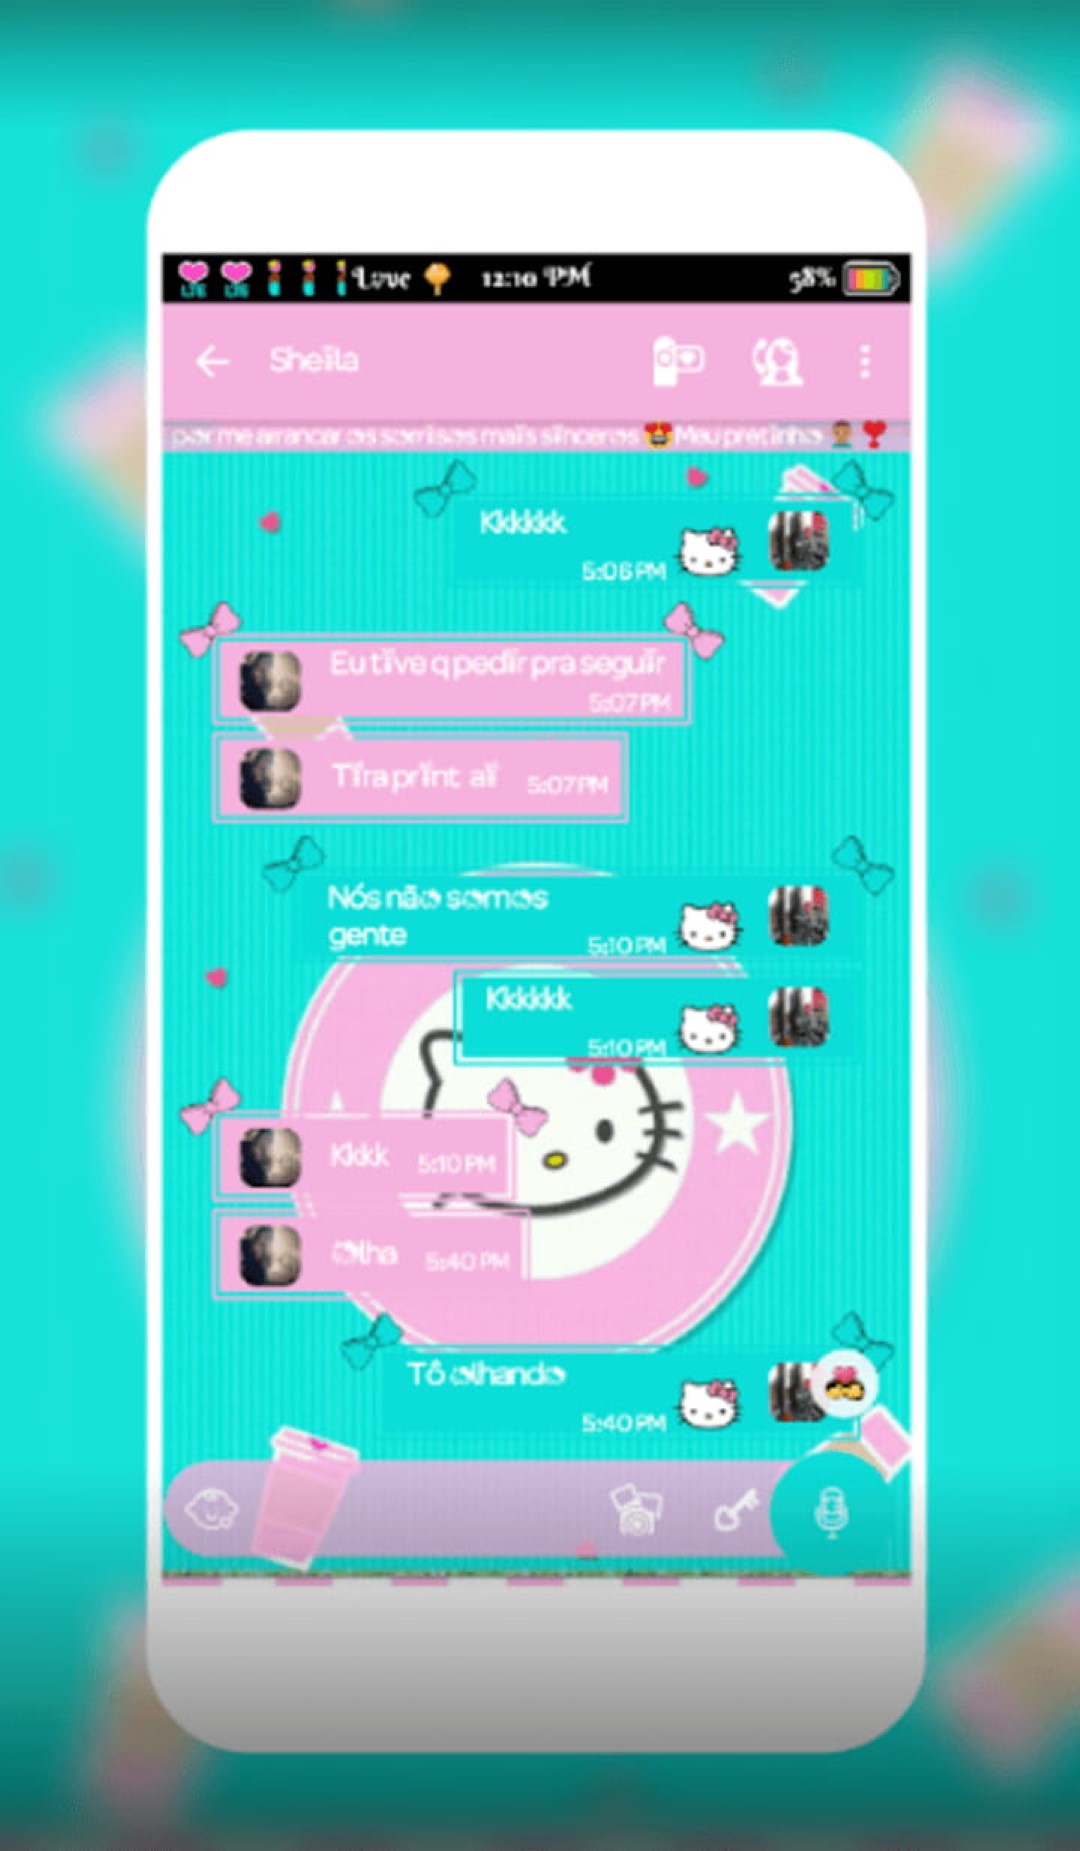 Love 12:10 PM 58%
Sheila
por me arrancar os sorrisos mais sinceros 😍 Meu pretinho
Kkkkkk
5:06 PM
Eu tive q pedir pra seguir
5:07 PM
Tira print aí 5:07 PM
Nós não somos
gente
5:10 PM
Kkkkkk
5:10 PM
Kkkk 5:10 PM
Olha 5:40 PM
Tô olhando
5:40 PM